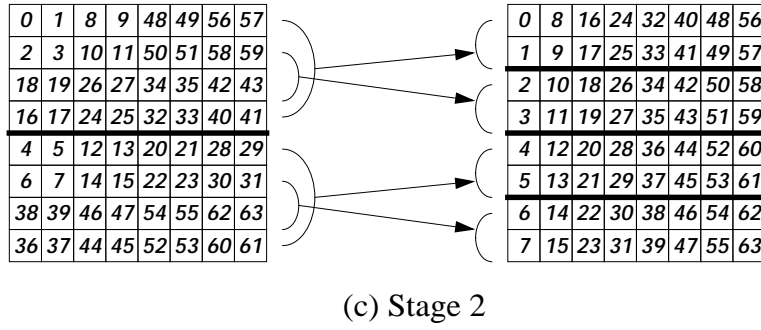 0 1 8 9 48 49 56 57 0 8 16 24 32 40 48 56
2 3 10 11 50 51 58 59 1 9 17 25 33 41 49 57
18 19 26 27 34 35 42 43 2 10 18 26 34 42 50 58
16 17 24 25 32 33 40 41 3 11 19 27 35 43 51 59
4 5 12 13 20 21 28 29 4 12 20 28 36 44 52 60
6 7 14 15 22 23 30 31 5 13 21 29 37 45 53 61
38 39 46 47 54 55 62 63 6 14 22 30 38 46 54 62
36 37 44 45 52 53 60 61 7 15 23 31 39 47 55 63
(c) Stage 2